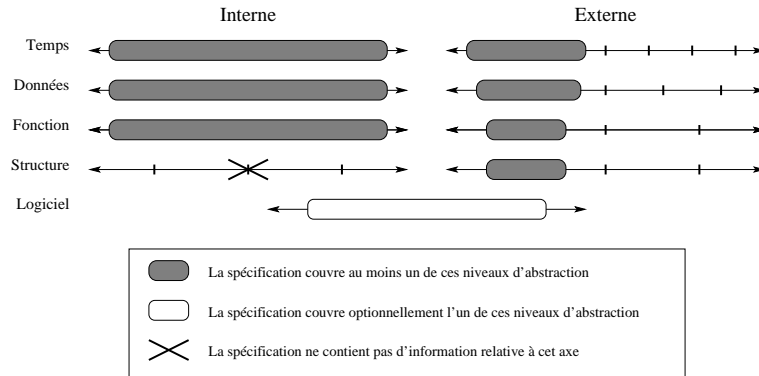 Interne Externe
Temps
Données
Fonction
Structure
Logiciel
La spécification couvre au moins un de ces niveaux d'abstraction
La spécification couvre optionnellement l'un de ces niveaux d'abstraction
La spécification ne contient pas d'information relative à cet axe